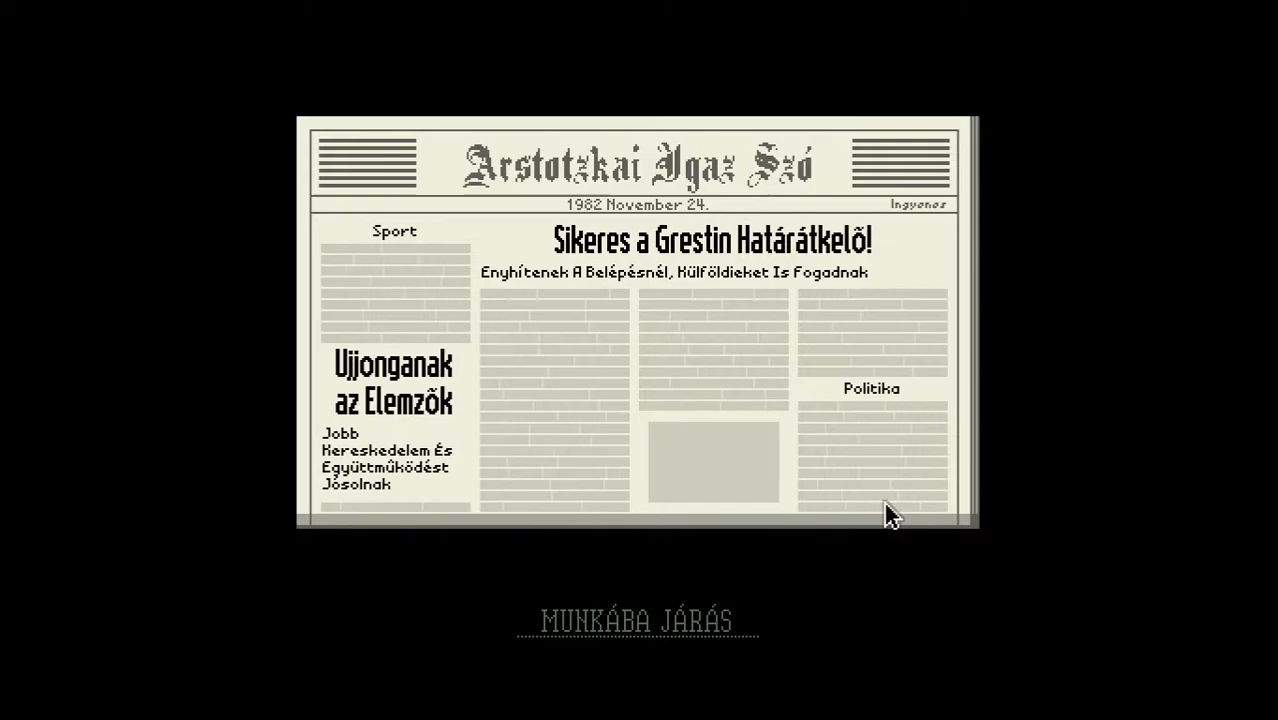 Arstotzkai Igaz Szó
1982 November 24.
Ingyenes
Sport
Ujjonganak
az Elemzők
Jobb
Kereskedelem És
Együttműködést
Jósolnak
Sikeres a Grestin Határátkelő!
Enyhítenek A Belépésnél, Külföldieket Is Fogadnak
Politika
MUNKÁBA JÁRÁS